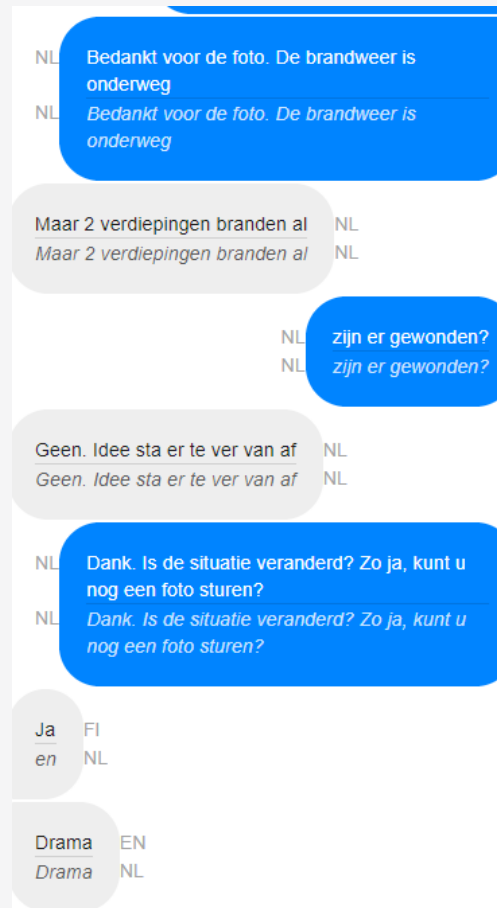 NL Bedankt voor de foto. De brandweer is
onderweg
NL Bedankt voor de foto. De brandweer is
onderweg
Maar 2 verdiepingen branden al NL
Maar 2 verdiepingen branden al NL
NL zijn er gewonden?
NL zijn er gewonden?
Geen. Idee sta er te ver van af NL
Geen. Idee sta er te ver van af NL
NL Dank. Is de situatie veranderd? Zo ja, kunt u
nog een foto sturen?
NL Dank. Is de situatie veranderd? Zo ja, kunt u
nog een foto sturen?
Ja FI
en NL
Drama EN
Drama NL